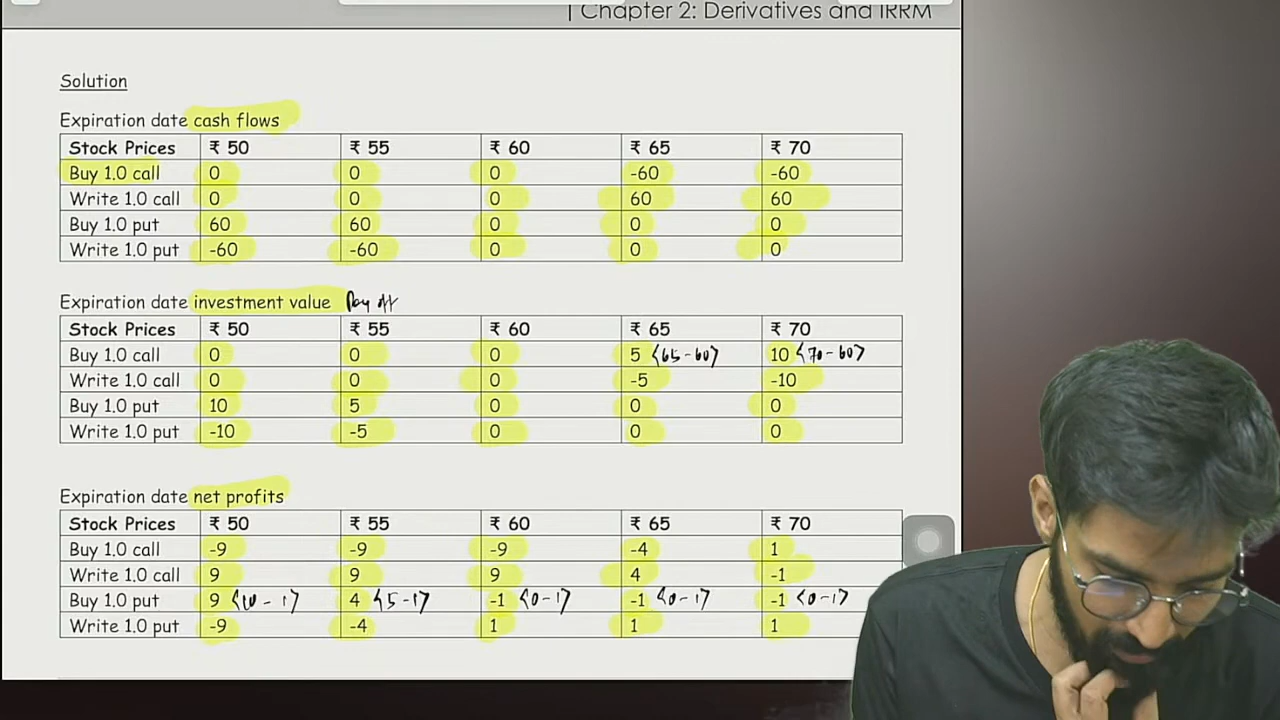 | Chapter 2: Derivatives and IRRM
Solution
Expiration date cash flows
Stock Prices ₹ 50 ₹ 55 ₹ 60 ₹ 65 ₹ 70
Buy 1.0 call 0 0 0 -60 -60
Write 1.0 call 0 0 0 60 60
Buy 1.0 put 60 60 0 0 0
Write 1.0 put -60 -60 0 0 0
Expiration date investment value Pay off
Stock Prices ₹ 50 ₹ 55 ₹ 60 ₹ 65 ₹ 70
Buy 1.0 call 0 0 0 5 (65-60) 10 (70-60)
Write 1.0 call 0 0 0 -5 -10
Buy 1.0 put 10 5 0 0 0
Write 1.0 put -10 -5 0 0 0
Expiration date net profits
Stock Prices ₹ 50 ₹ 55 ₹ 60 ₹ 65 ₹ 70
Buy 1.0 call -9 -9 -9 -4 1
Write 1.0 call 9 9 9 4 -1
Buy 1.0 put 9 (10-1) 4 (5-1) -1 (0-1) -1 (0-1) -1 (0-1)
Write 1.0 put -9 -4 1 1 1